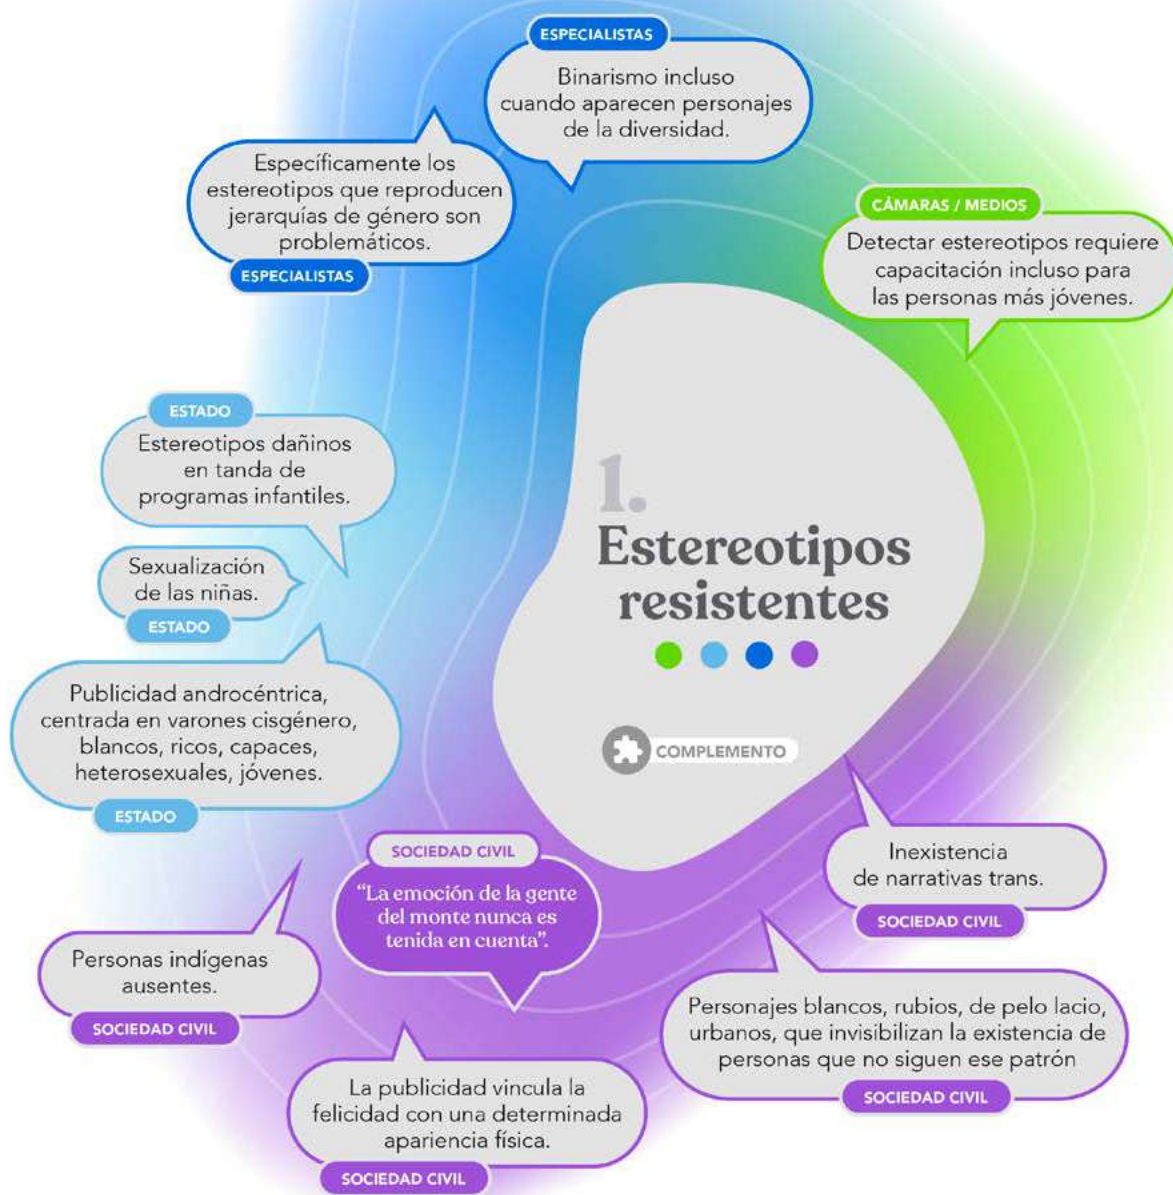 ESPECIALISTAS
Binarismo incluso
cuando aparecen personajes
de la diversidad.
Específicamente los
estereotipos que reproducen
jerarquías de género son
problemáticos.
ESPECIALISTAS
CÁMARAS / MEDIOS
Detectar estereotipos requiere
capacitación incluso para
las personas más jóvenes.
ESTADO
Estereotipos dañinos
en tanda de
programas infantiles.
Sexualización
de las niñas.
ESTADO
Publicidad androcéntrica,
centrada en varones cisgénero,
blancos, ricos, capaces,
heterosexuales, jóvenes.
ESTADO
1.
Estereotipos
resistentes
COMPLEMENTO
SOCIEDAD CIVIL
“La emoción de la gente
del monte nunca es
tenida en cuenta”.
Inexistencia
de narrativas trans.
SOCIEDAD CIVIL
Personas indígenas
ausentes.
SOCIEDAD CIVIL
Personajes blancos, rubios, de pelo lacio,
urbanos, que invisibilizan la existencia de
personas que no siguen ese patrón
SOCIEDAD CIVIL
La publicidad vincula la
felicidad con una determinada
apariencia física.
SOCIEDAD CIVIL